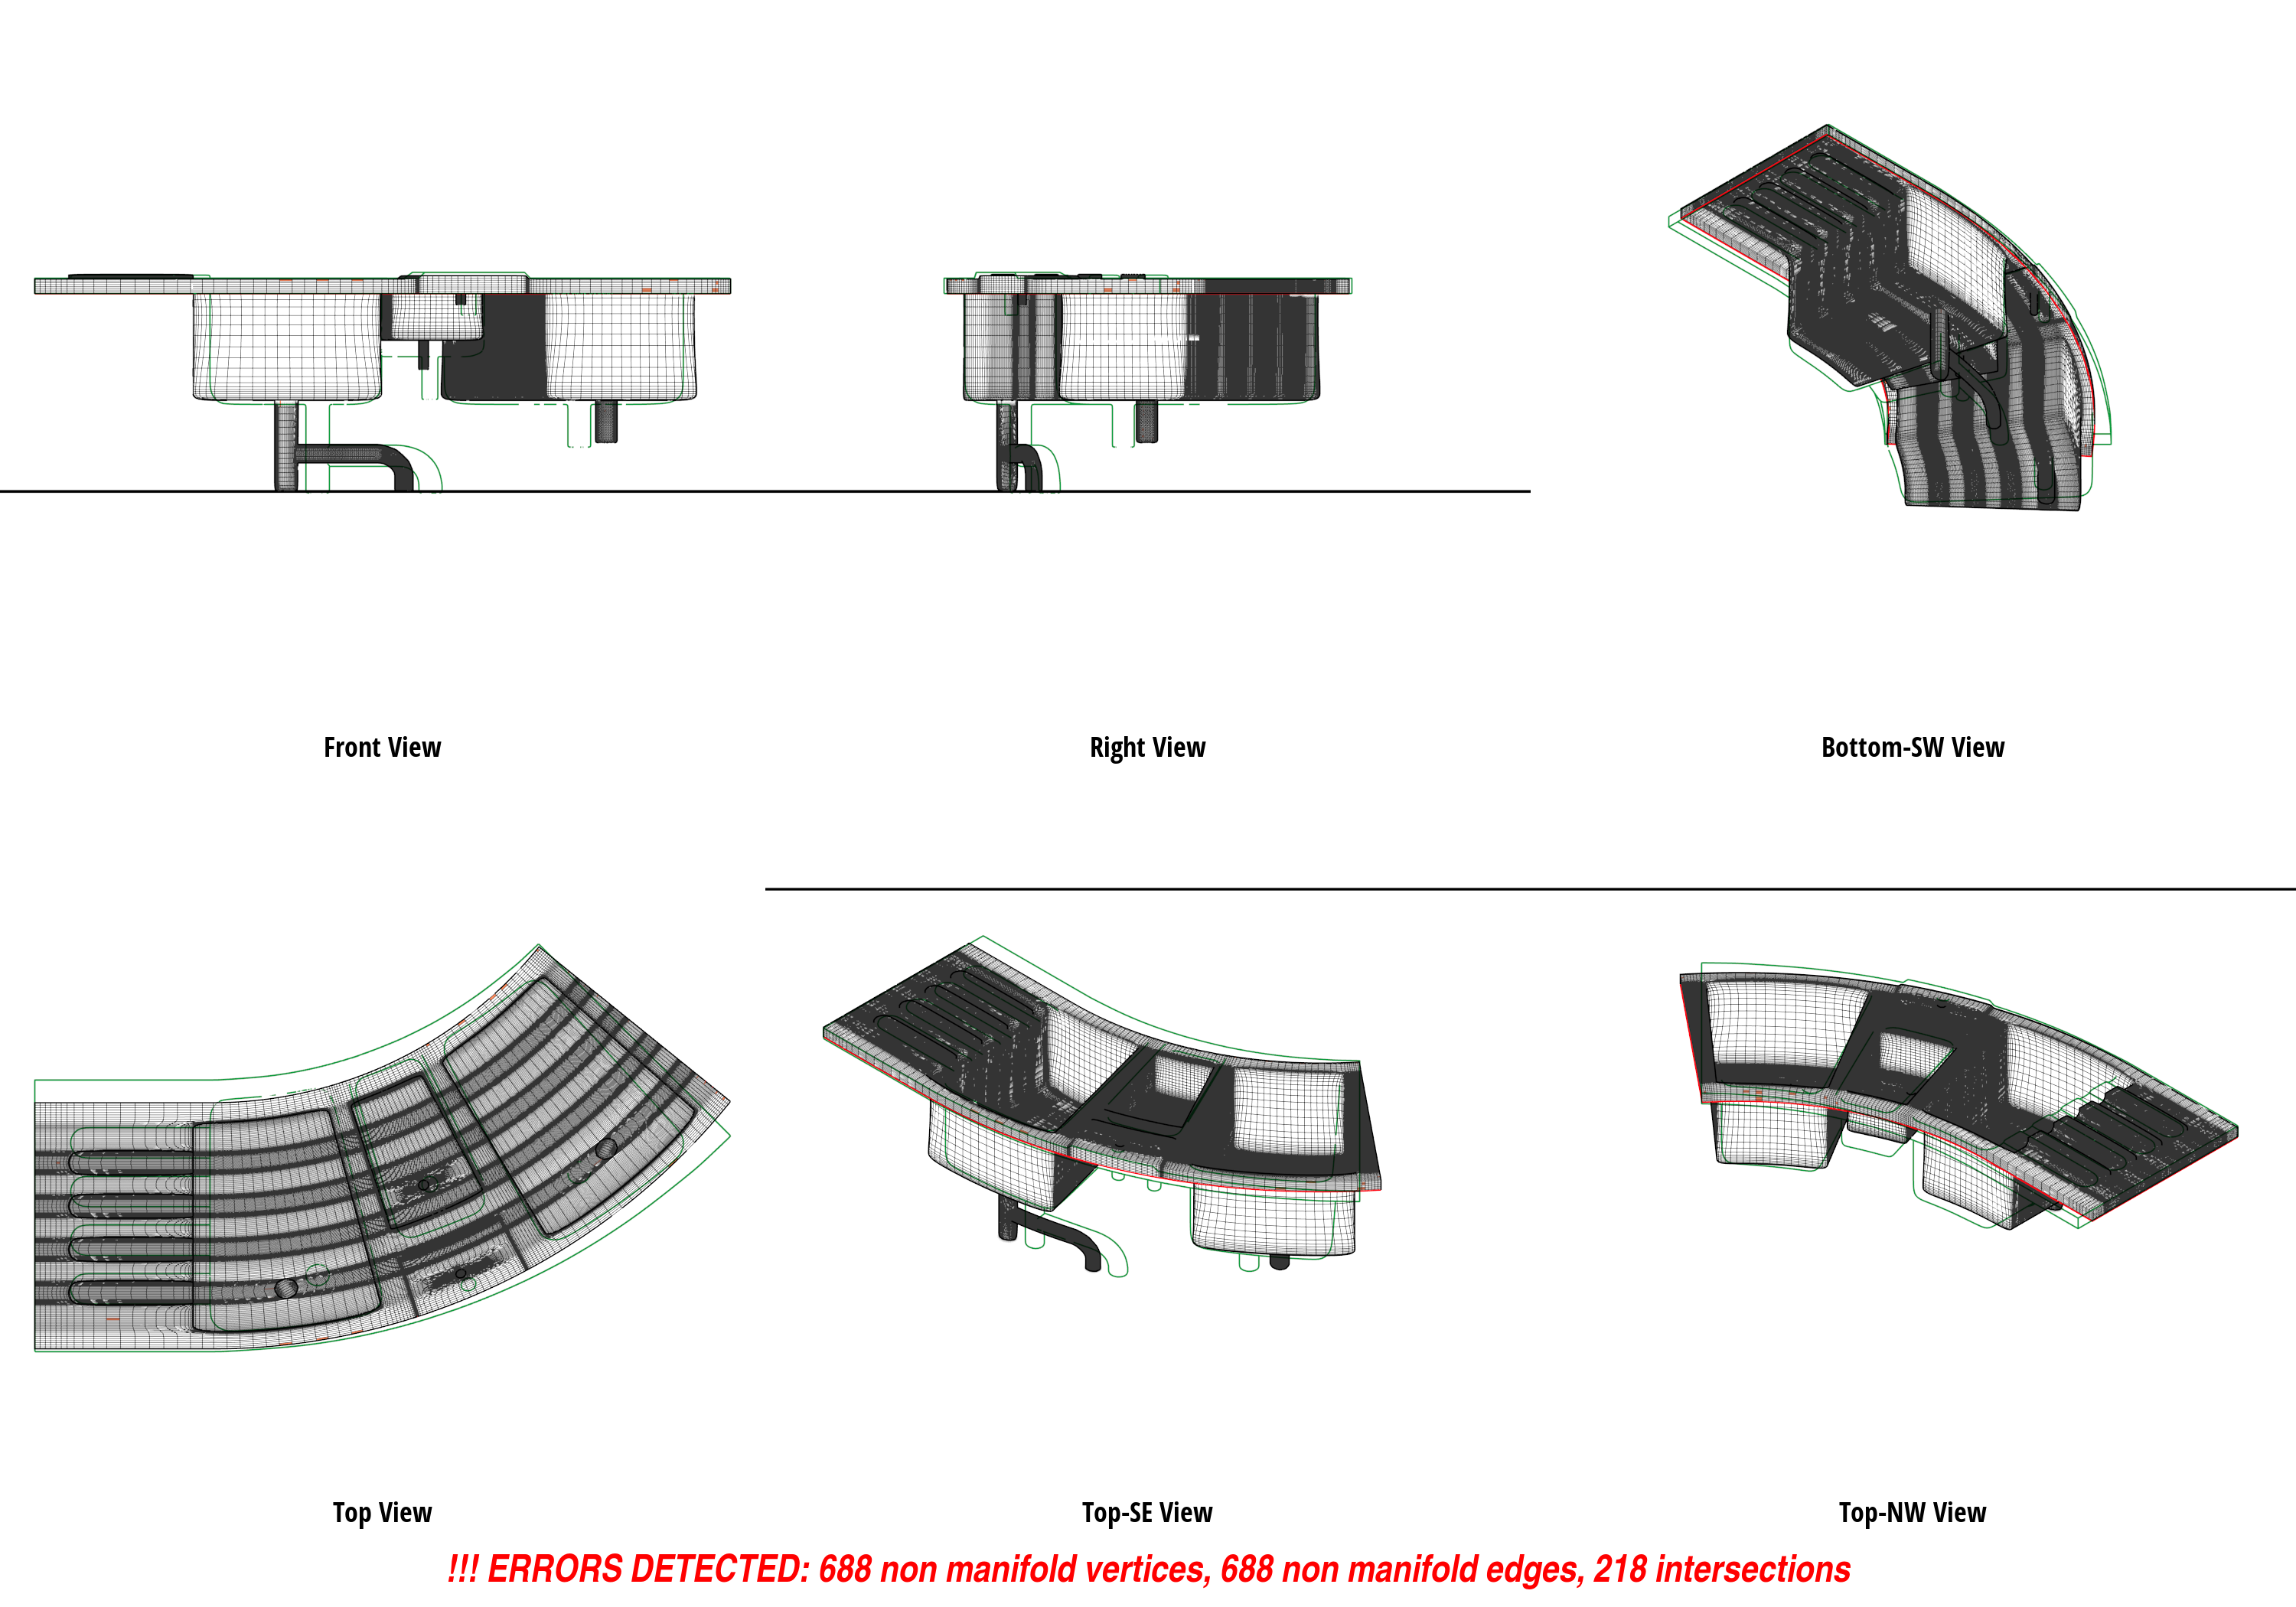 Front View
Right View
Bottom-SW View
Top View
Top-SE View
Top-NW View
!!! ERRORS DETECTED: 688 non manifold vertices, 688 non manifold edges, 218 intersections